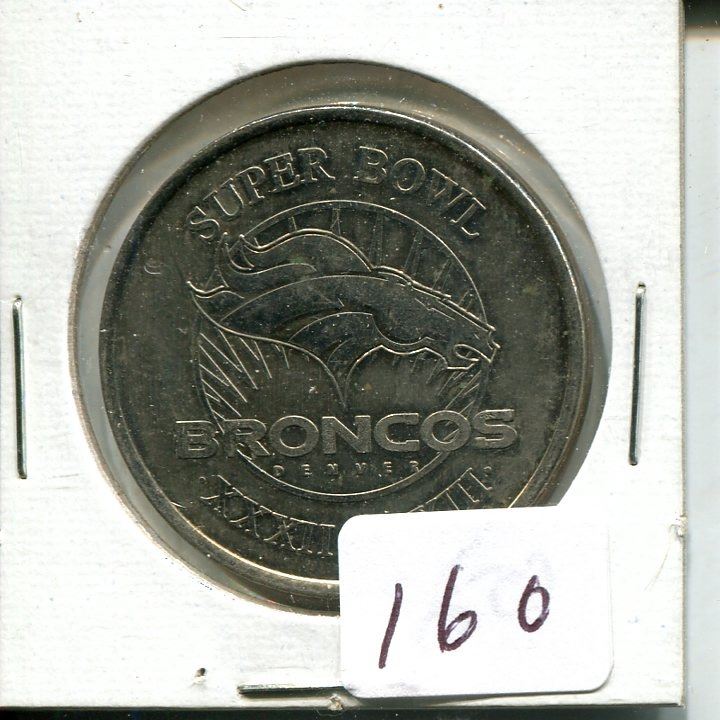 SUPER BOWL
BRONCOS
DENVER
160